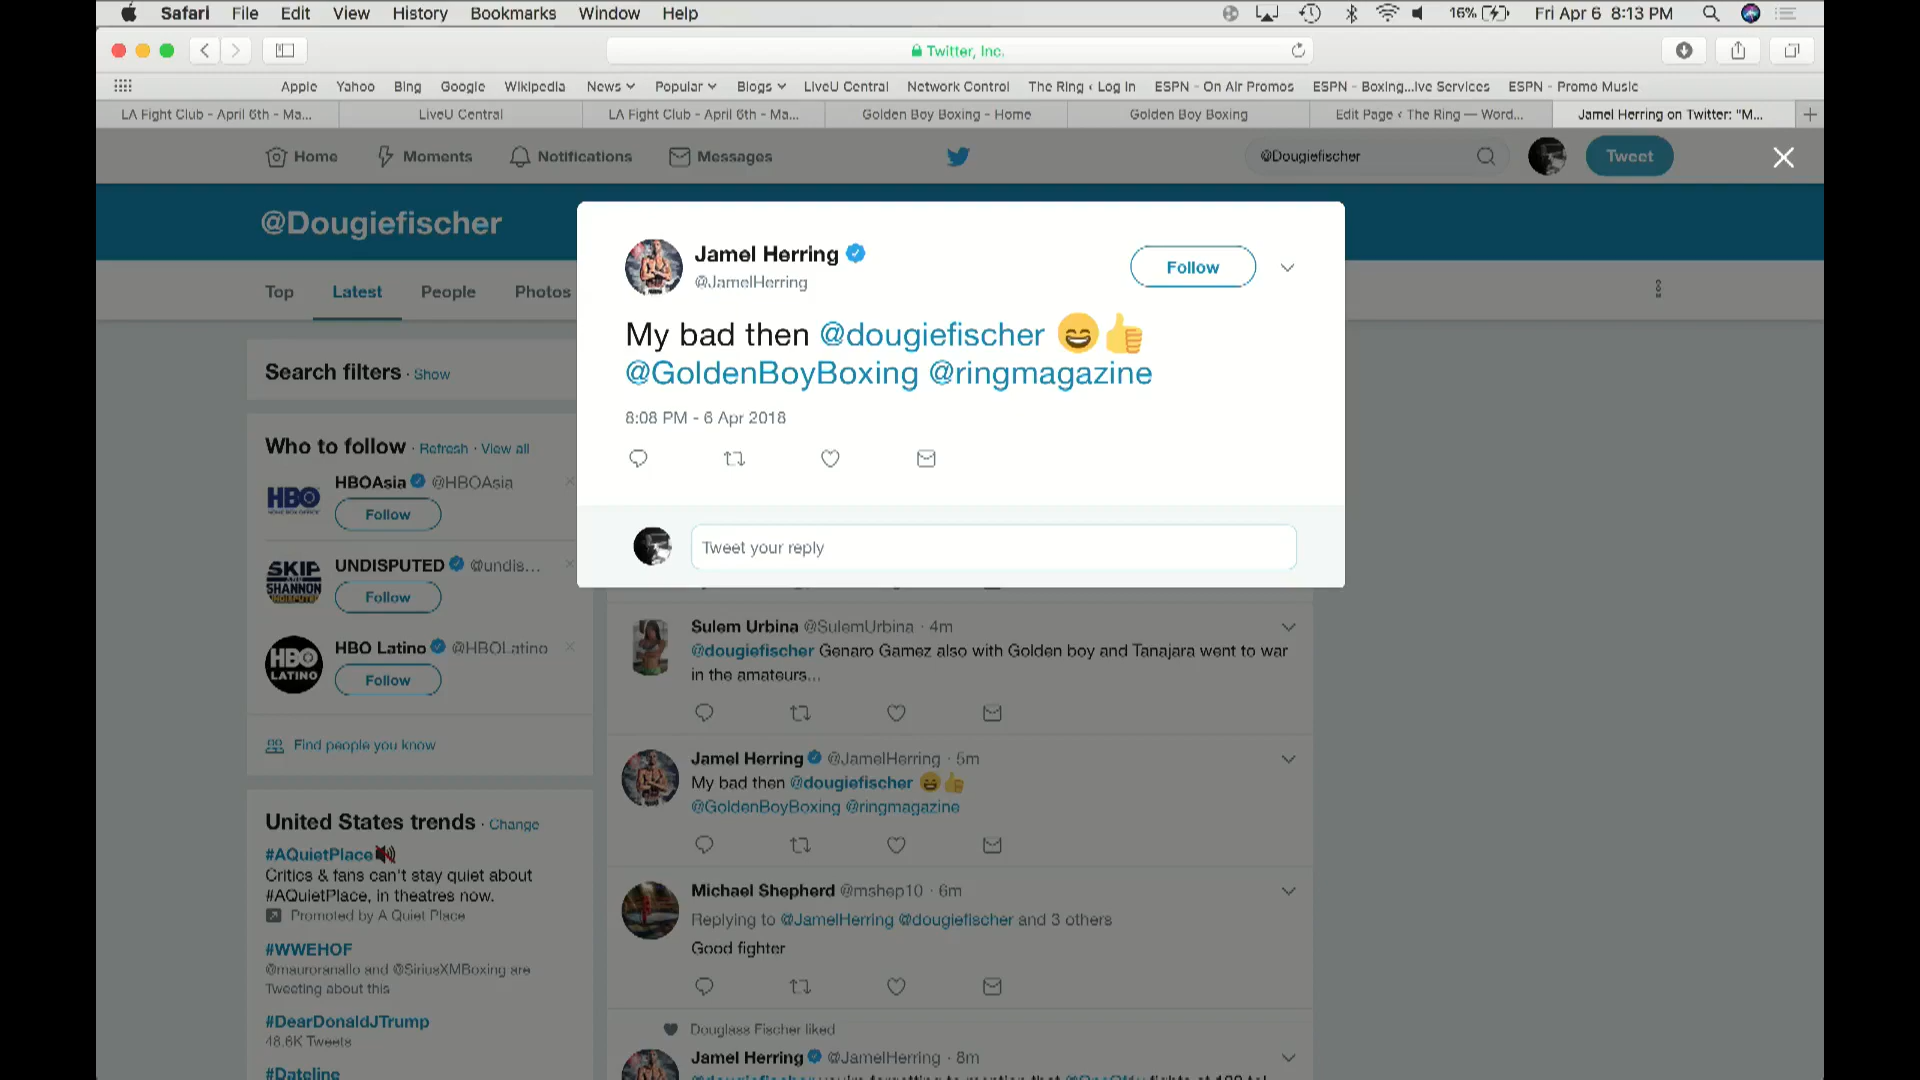 Safari File Edit View History Bookmarks Window Help 16% Fri Apr 6 8:13 PM
Twitter, Inc.
Apple Yahoo Bing Google Wikipedia News Popular Blogs LiveU Central Network Control The Ring ‹ Log In ESPN - On Air Promos ESPN - Boxing...ive Services ESPN - Promo Music
LA Fight Club - April 6th - Ma... LiveU Central LA Fight Club - April 6th - Ma... Golden Boy Boxing - Home Golden Boy Boxing Edit Page ‹ The Ring — Word... Jamel Herring on Twitter: "M...
Home Moments Notifications Messages @Dougiefischer Tweet
@Dougiefischer
Top Latest People Photos
Jamel Herring
@JamelHerring
Follow
My bad then @dougiefischer 😄👍
@GoldenBoyBoxing @ringmagazine
8:08 PM - 6 Apr 2018
Tweet your reply
Search filters · Show
Who to follow · Refresh · View all
HBO
HBOAsia @HBOAsia
Follow
SKIP
SHANNON
UNDISPUTED
UNDISPUTED @undis...
Follow
HBO
LATINO
HBO Latino @HBOLatino
Follow
Find people you know
United States trends · Change
#AQuietPlace
Critics & fans can't stay quiet about
#AQuietPlace, in theatres now.
Promoted by A Quiet Place
#WWEHOF
@mauroranallo and @SiriusXMBoxing are
Tweeting about this
#DearDonaldJTrump
48.6K Tweets
#Dateline
Sulem Urbina @SulemUrbina · 4m
@dougiefischer Genaro Gamez also with Golden boy and Tanajara went to war
in the amateurs...
Jamel Herring @JamelHerring · 5m
My bad then @dougiefischer 😄👍
@GoldenBoyBoxing @ringmagazine
Michael Shepherd @mshep10 · 6m
Replying to @JamelHerring @dougiefischer and 3 others
Good fighter
Douglass Fischer liked
Jamel Herring @JamelHerring · 8m